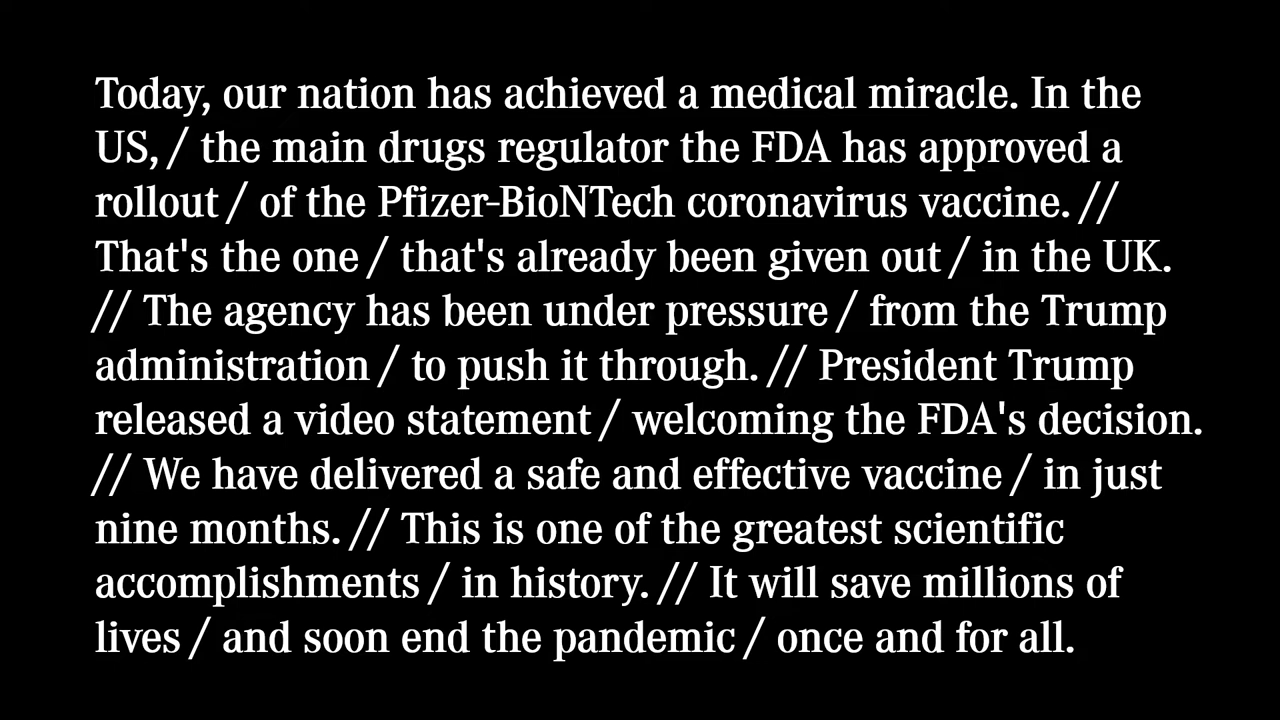 Today, our nation has achieved a medical miracle. In the
US, / the main drugs regulator the FDA has approved a
rollout / of the Pfizer-BioNTech coronavirus vaccine. //
That's the one / that's already been given out / in the UK.
// The agency has been under pressure / from the Trump
administration / to push it through. // President Trump
released a video statement / welcoming the FDA's decision.
// We have delivered a safe and effective vaccine / in just
nine months. // This is one of the greatest scientific
accomplishments / in history. // It will save millions of
lives / and soon end the pandemic / once and for all.